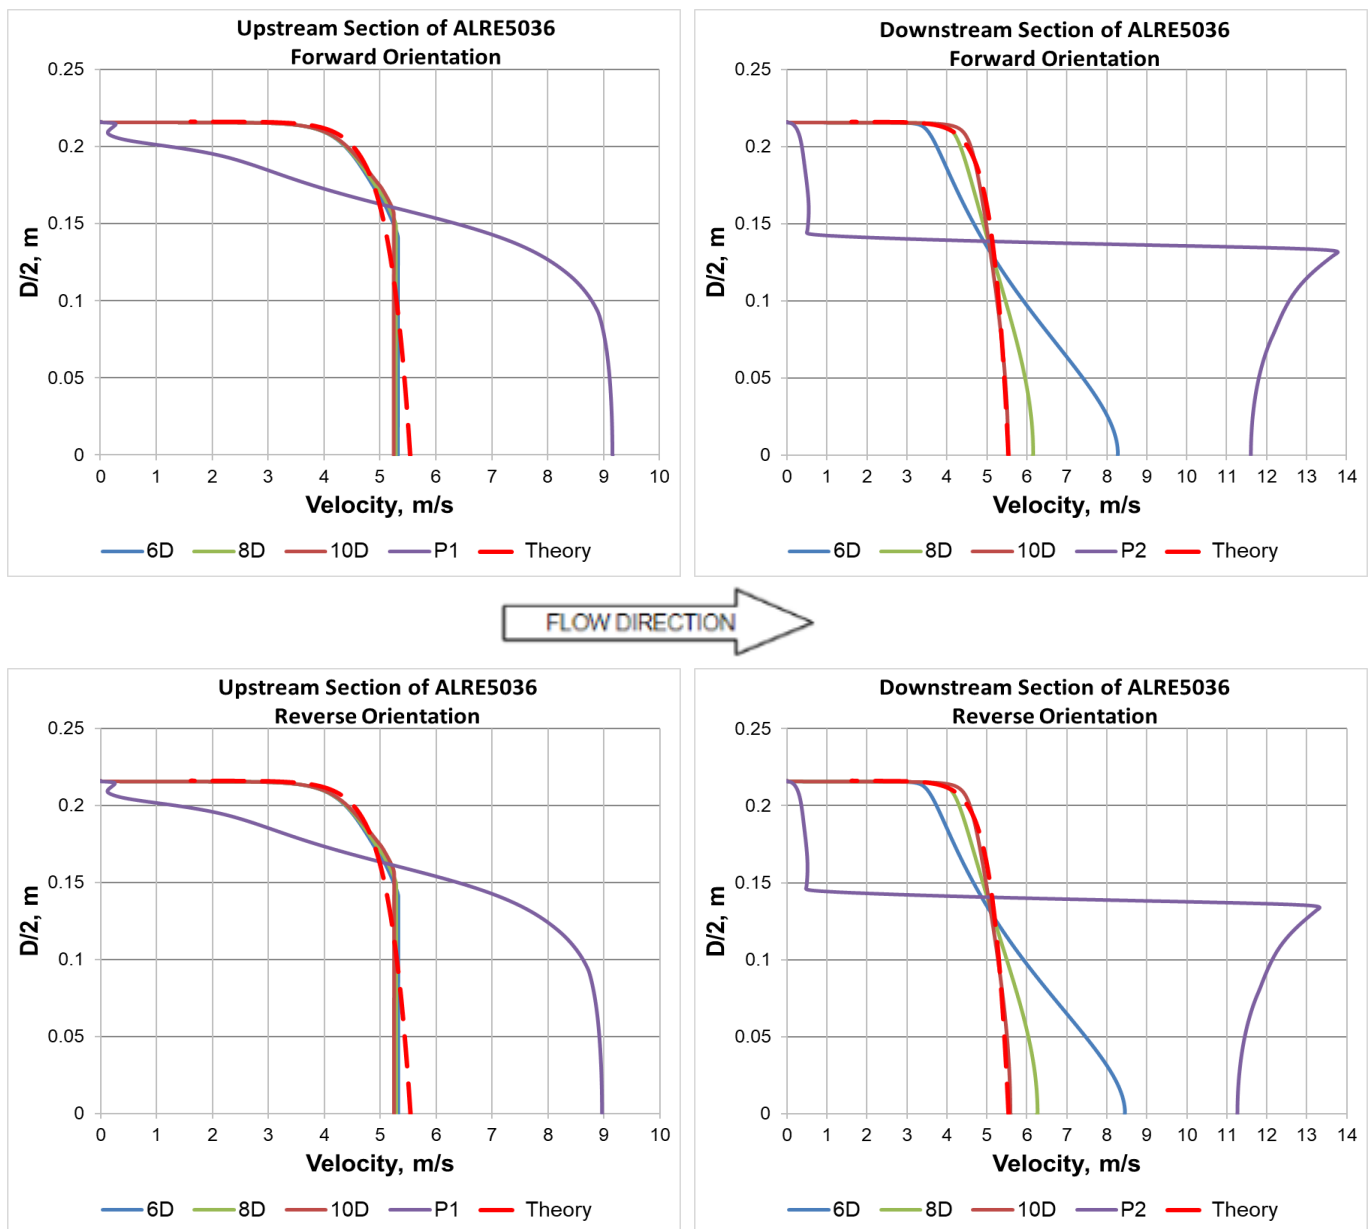 Upstream Section of ALRE5036
Forward Orientation
0.25
0.2
0.15
0.1
0.05
0
D/2, m
0 1 2 3 4 5 6 7 8 9 10
Velocity, m/s
6D 8D 10D P1 Theory
Downstream Section of ALRE5036
Forward Orientation
0.25
0.2
0.15
0.1
0.05
0
D/2, m
0 1 2 3 4 5 6 7 8 9 10 11 12 13 14
Velocity, m/s
6D 8D 10D P2 Theory
FLOW DIRECTION
Upstream Section of ALRE5036
Reverse Orientation
0.25
0.2
0.15
0.1
0.05
0
D/2, m
0 1 2 3 4 5 6 7 8 9 10
Velocity, m/s
6D 8D 10D P1 Theory
Downstream Section of ALRE5036
Reverse Orientation
0.25
0.2
0.15
0.1
0.05
0
D/2, m
0 1 2 3 4 5 6 7 8 9 10 11 12 13 14
Velocity, m/s
6D 8D 10D P2 Theory